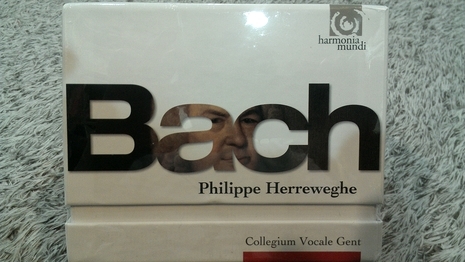 harmonia
mundi
Bach
Philippe Herreweghe
Collegium Vocale Gent